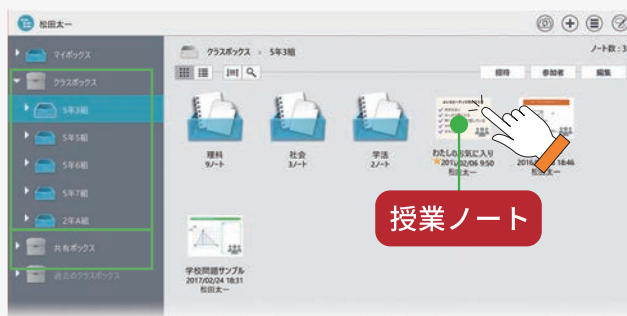 松田太一
マイボックス
クラスボックス
5年3組
5年5組
5年6組
5年7組
2年A組
共有ボックス
過去のクラスボックス
クラスボックス > 5年3組
ノート数:3
招待
参加者
編集
理科
9ノート
社会
3ノート
学活
2ノート
わたしのお気に入り
2017/02/06 9:50
松田太一
18:46
松田太一
授業ノート
学校問題サンプル
2017/02/24 18:31
松田太一